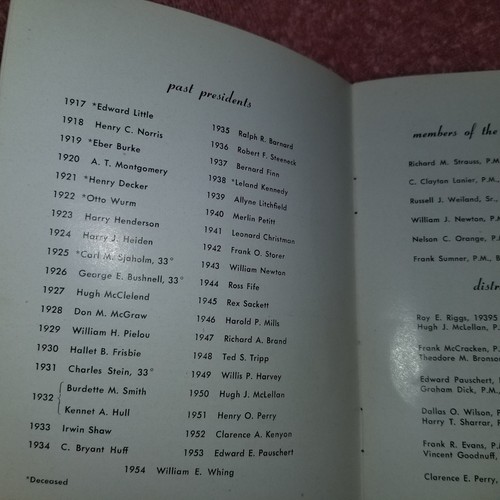 past presidents
1917 *Edward Little
1918 Henry C. Norris
1919 *Eber Burke
1920 A. T. Montgomery
1921 *Henry Decker
1922 *Otto Wurm
1923 Harry Henderson
1924 Harry J. Heiden
1925 *Carl M. Sjaholm, 33°
1926 George E. Bushnell, 33°
1927 Hugh McClelend
1928 Don M. McGraw
1929 William H. Pielou
1930 Hallet B. Frisbie
1931 Charles Stein, 33°
1932 { Burdette M. Smith
Kennet A. Hull
1933 Irwin Shaw
1934 C. Bryant Huff
1935 Ralph R. Barnard
1936 Robert F. Steeneck
1937 Bernard Finn
1938 *Leland Kennedy
1939 Allyne Litchfield
1940 Merlin Petitt
1941 Leonard Christman
1942 Frank O. Storer
1943 William Newton
1944 Ross Fife
1945 Rex Sackett
1946 Harold P. Mills
1947 Richard A. Brand
1948 Ted S. Tripp
1949 Willis P. Harvey
1950 Hugh J. McLellan
1951 Henry O. Perry
1952 Clarence A. Kenyon
1953 Edward E. Pauschert
1954 William E. Whing
*Deceased
members of the
Richard M. Strauss, P.M
C. Clayton Lanier, P.M.,
Russell J. Weiland, Sr.,
William J. Newton, P.M
Nelson C. Orange, P.M
Frank Sumner, P.M., B
distri
Roy E. Riggs, 19395
Hugh J. McLellan, P.
Frank McCracken, P.
Theodore M. Bronson
Edward Pauschert, 1
Graham Dick, P.M.,
Dallas O. Wilson, P
Harry T. Sharrar, P
Frank R. Evans, P.
Vincent Goodnuff,
Clarence E. Perry,